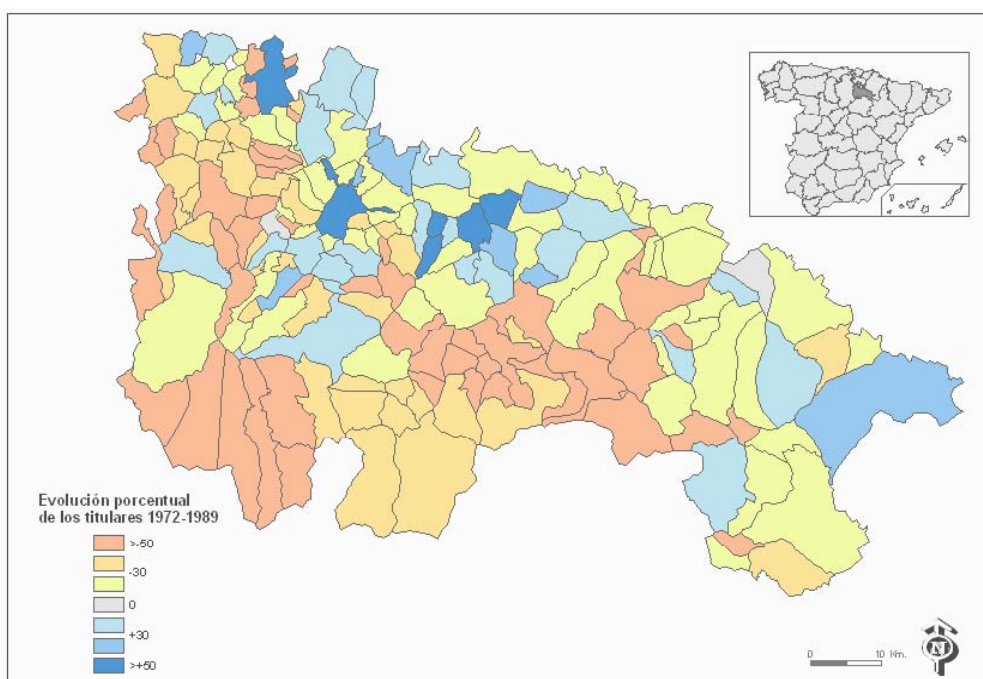 Evolución porcentual
de los titulares 1972-1989
>-50
-30
0
+30
>+50
0 10 Km.
N